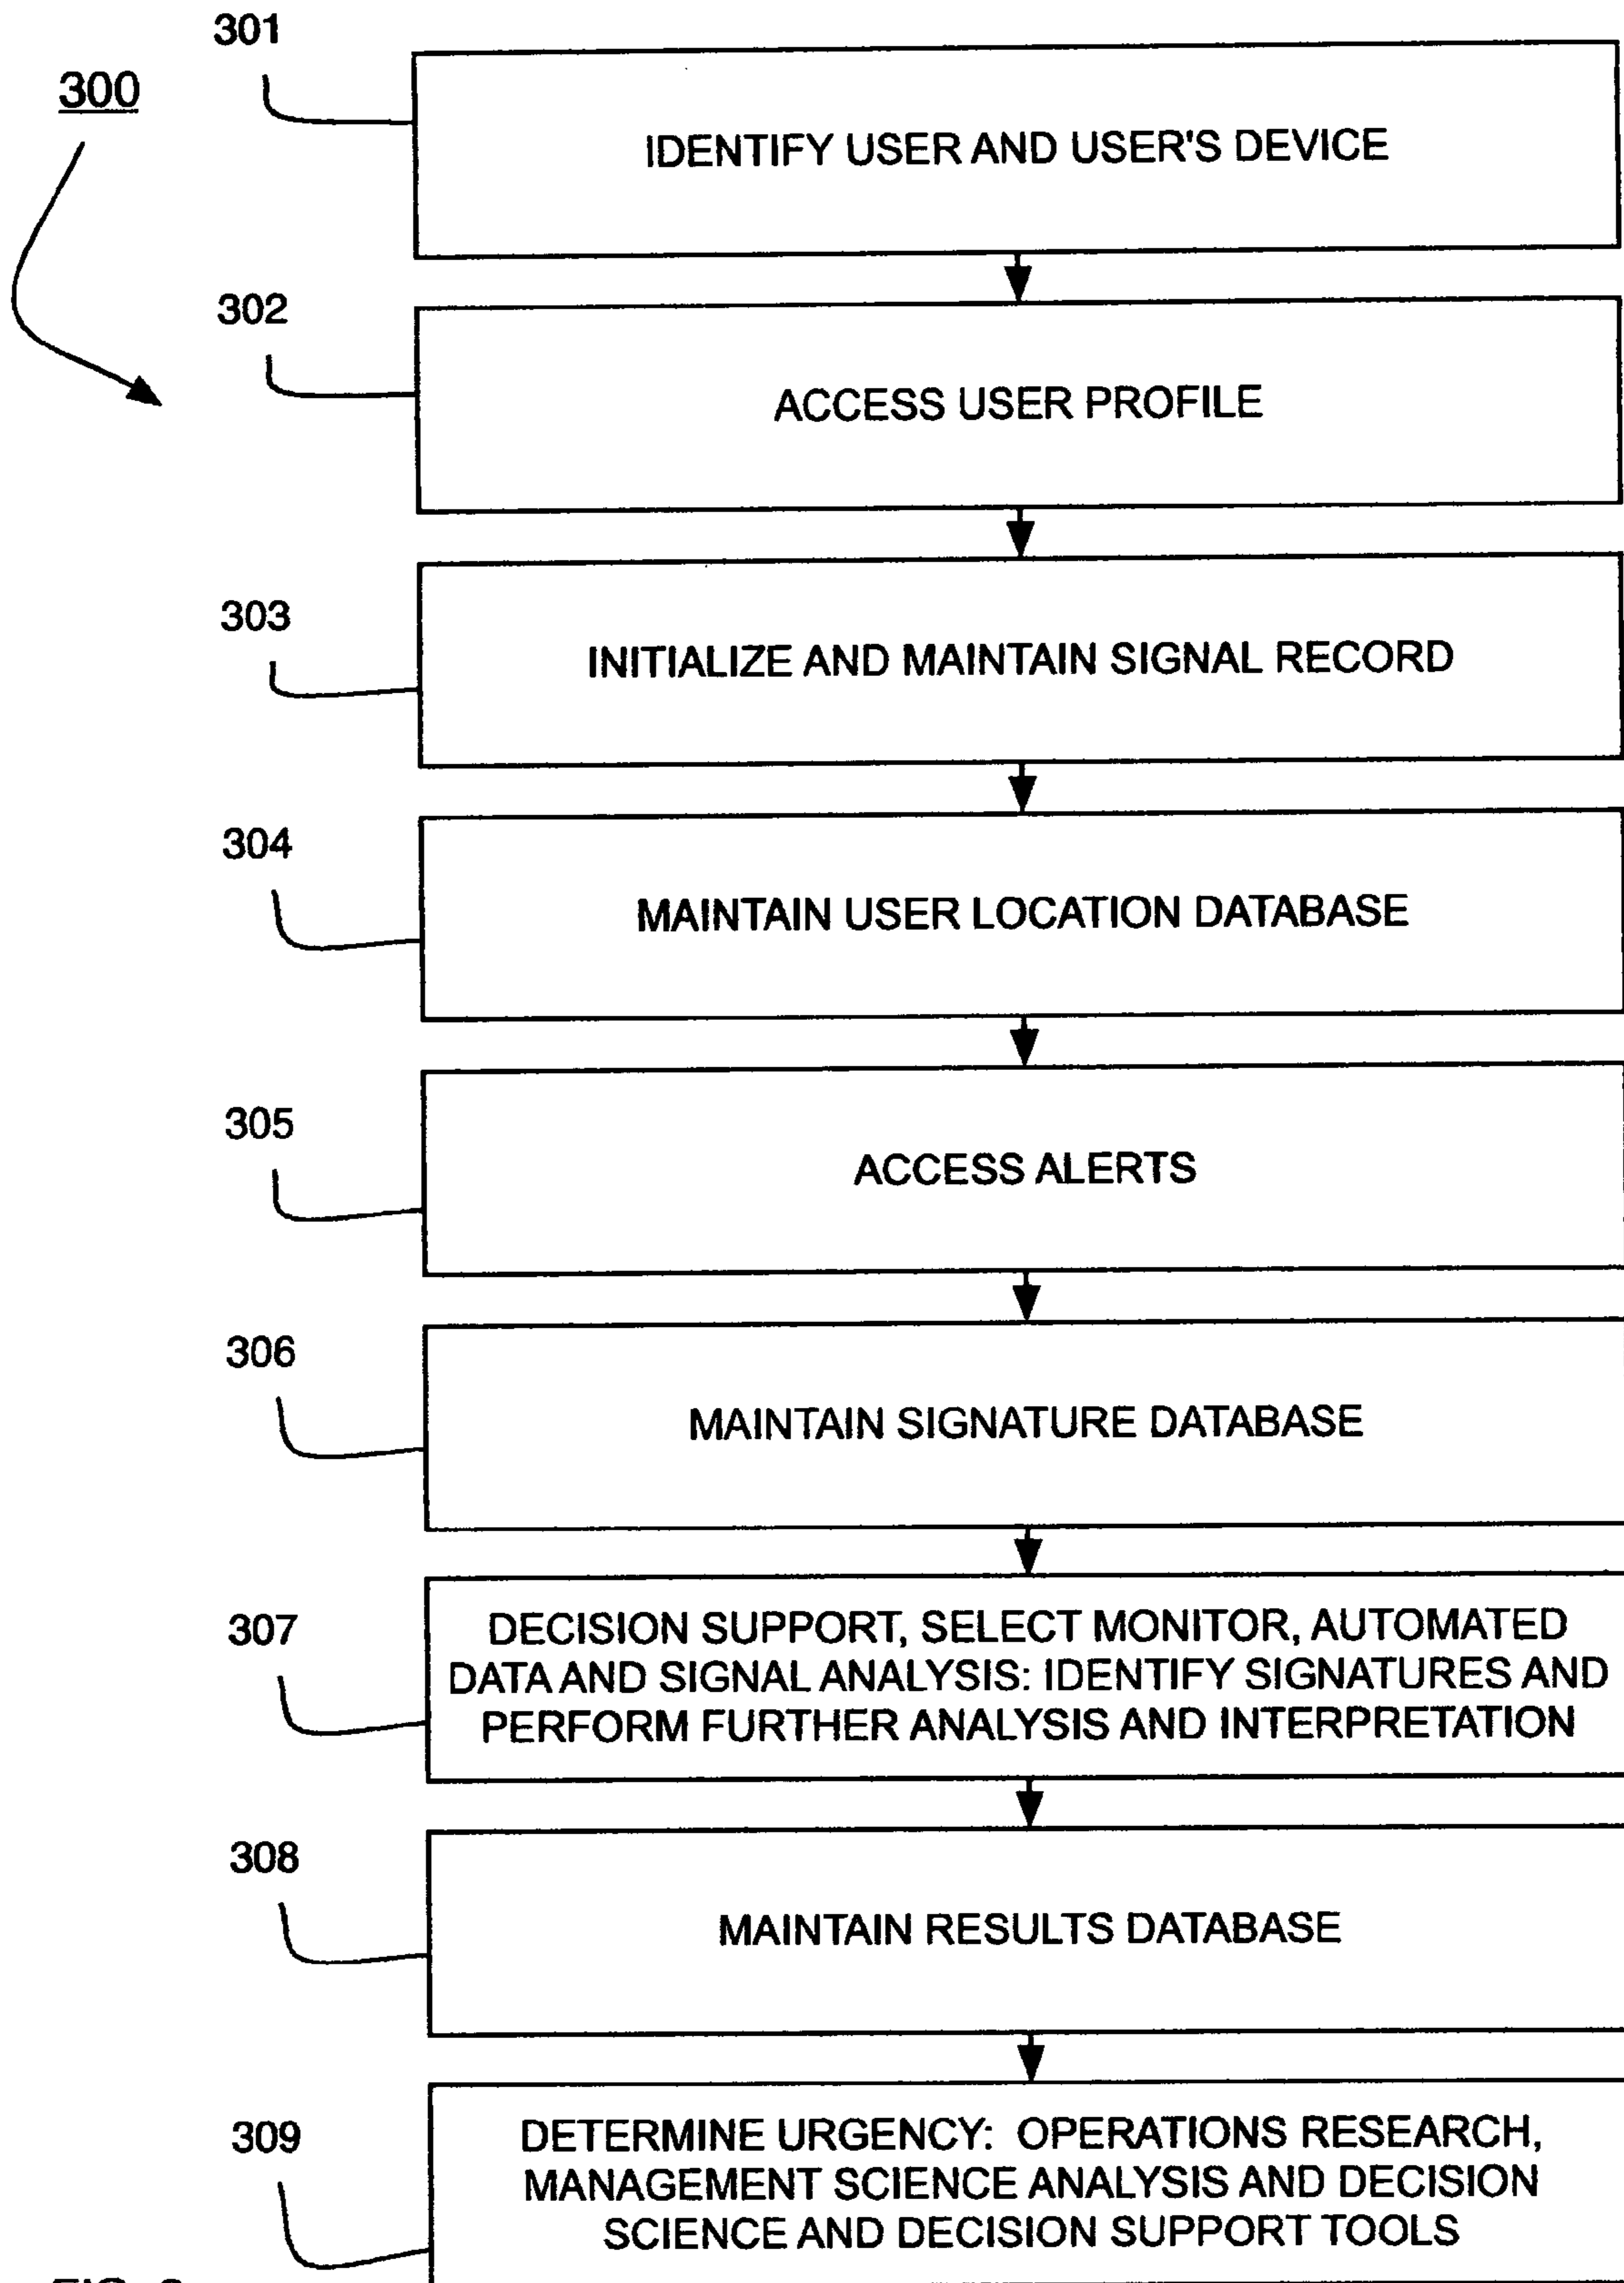 300
301
IDENTIFY USER AND USER'S DEVICE
302
ACCESS USER PROFILE
303
INITIALIZE AND MAINTAIN SIGNAL RECORD
304
MAINTAIN USER LOCATION DATABASE
305
ACCESS ALERTS
306
MAINTAIN SIGNATURE DATABASE
307
DECISION SUPPORT, SELECT MONITOR, AUTOMATED
DATA AND SIGNAL ANALYSIS: IDENTIFY SIGNATURES AND
PERFORM FURTHER ANALYSIS AND INTERPRETATION
308
MAINTAIN RESULTS DATABASE
309
DETERMINE URGENCY: OPERATIONS RESEARCH,
MANAGEMENT SCIENCE ANALYSIS AND DECISION
SCIENCE AND DECISION SUPPORT TOOLS